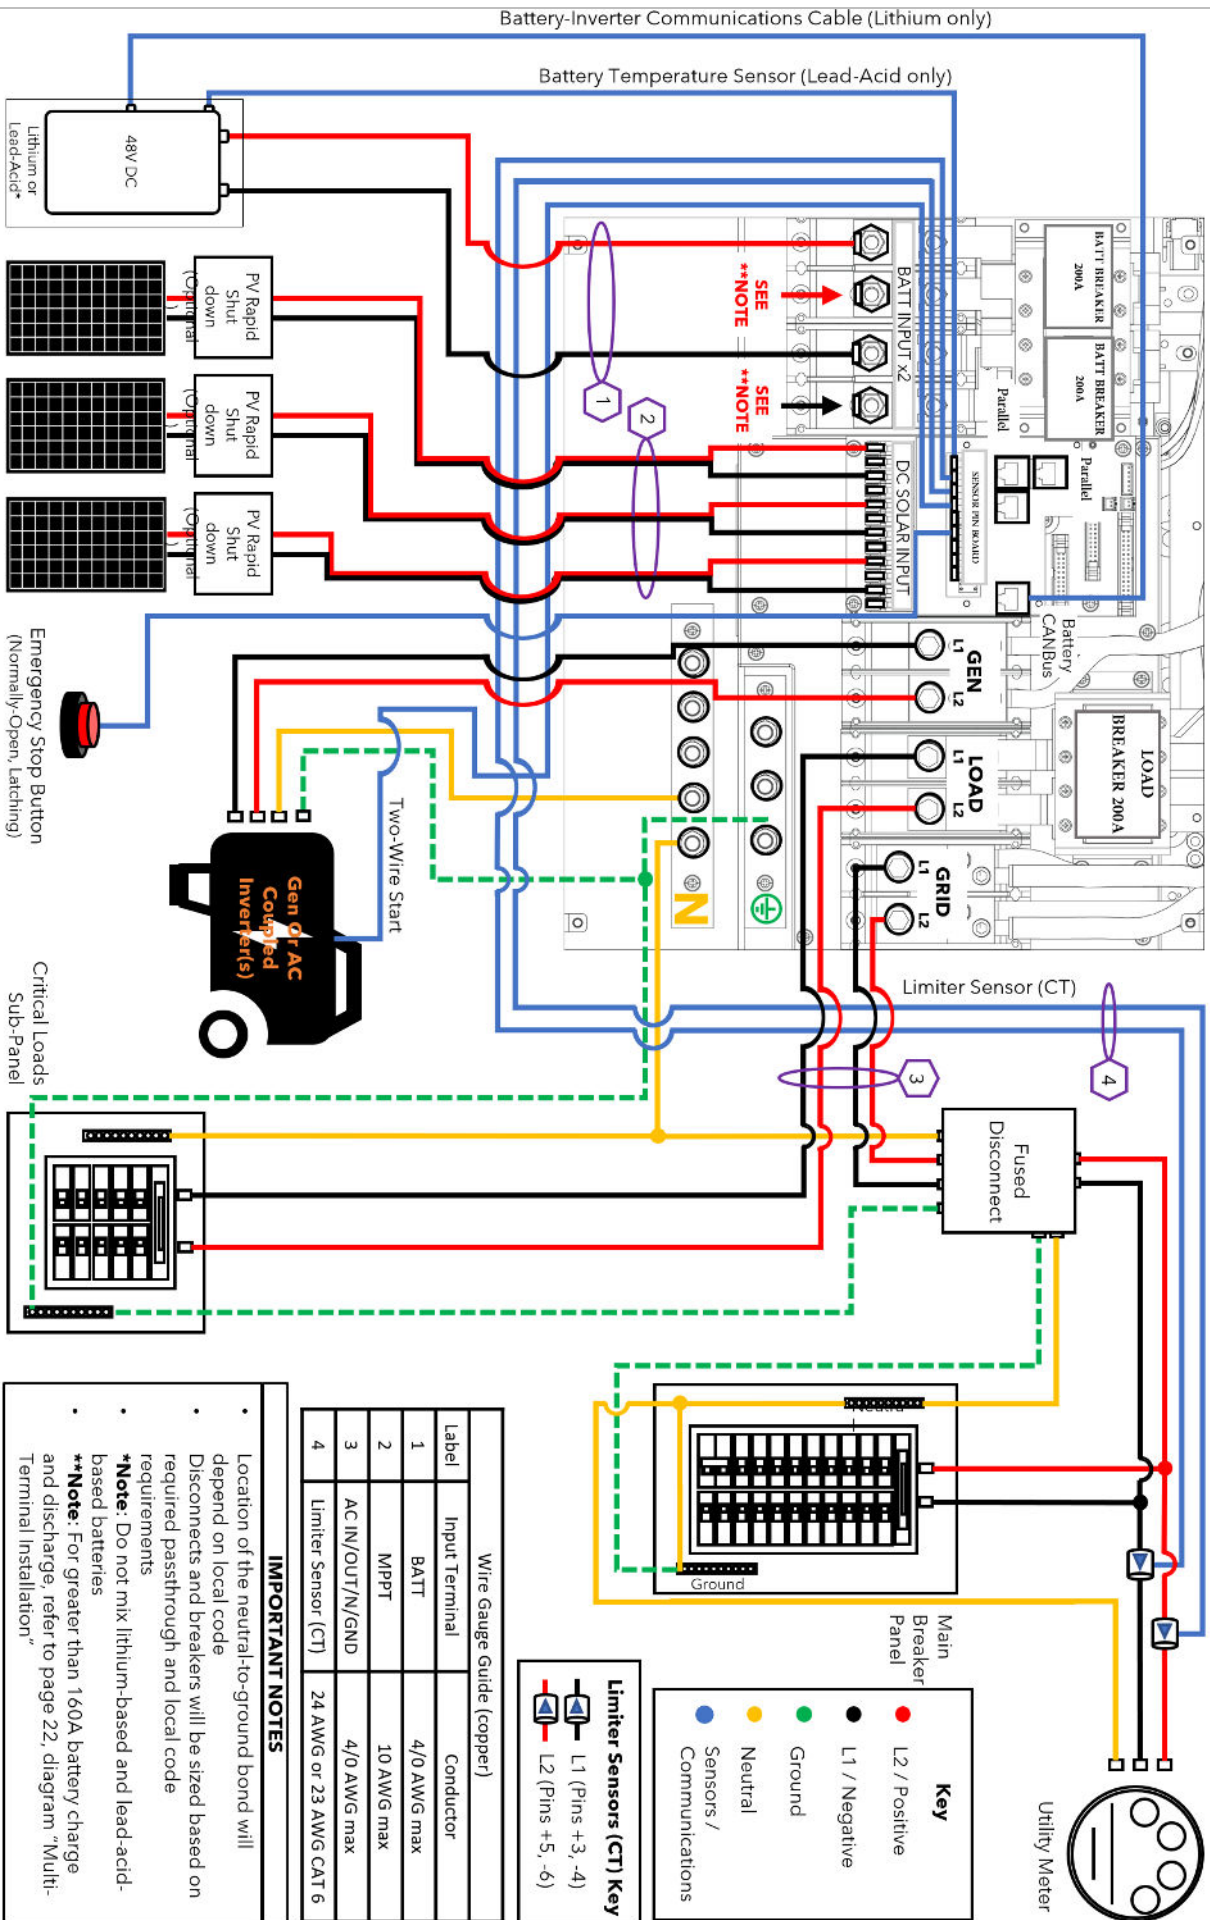 Battery-Inverter Communications Cable (Lithium only)
Battery Temperature Sensor (Lead-Acid only)
48V DC
Lithium or
Lead-Acid*
BATT BREAKER
200A
BATT BREAKER
200A
BATT INPUT x2
SEE
**NOTE
SEE
**NOTE
1
2
Parallel
Parallel
SENSOR PIN BOARD
DC SOLAR INPUT
Battery
CANBus
PV Rapid
Shut
down
(Optional
)
PV Rapid
Shut
down
(Optional
)
PV Rapid
Shut
down
(Optional
)
GEN
L1
L2
LOAD
L1
L2
GRID
L1
L2
LOAD
BREAKER 200A
N
Emergency Stop Button
(Normally-Open, Latching)
Two-Wire Start
Gen Or AC
Coupled
Inverter(s)
Limiter Sensor (CT)
3
4
Critical Loads
Sub-Panel
Fused
Disconnect
Neutra
l
Ground
Main
Breaker
Panel
Utility Meter
Key
L2 / Positive
L1 / Negative
Ground
Neutral
Sensors /
Communications
Limiter Sensors (CT) Key
L1 (Pins +3, -4)
L2 (Pins +5, -6)
Wire Gauge Guide (copper)
Label Input Terminal Conductor
1 BATT 4/0 AWG max
2 MPPT 10 AWG max
3 AC IN/OUT/N/GND 4/0 AWG max
4 Limiter Sensor (CT) 24 AWG or 23 AWG CAT 6
IMPORTANT NOTES
• Location of the neutral-to-ground bond will
depend on local code
• Disconnects and breakers will be sized based on
required passthrough and local code
requirements
• *Note: Do not mix lithium-based and lead-acid-
based batteries
• **Note: For greater than 160A battery charge
and discharge, refer to page 22, diagram "Multi-
Terminal Installation"